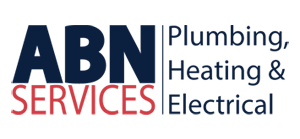 ABN
SERVICES
Plumbing,
Heating &
Electrical